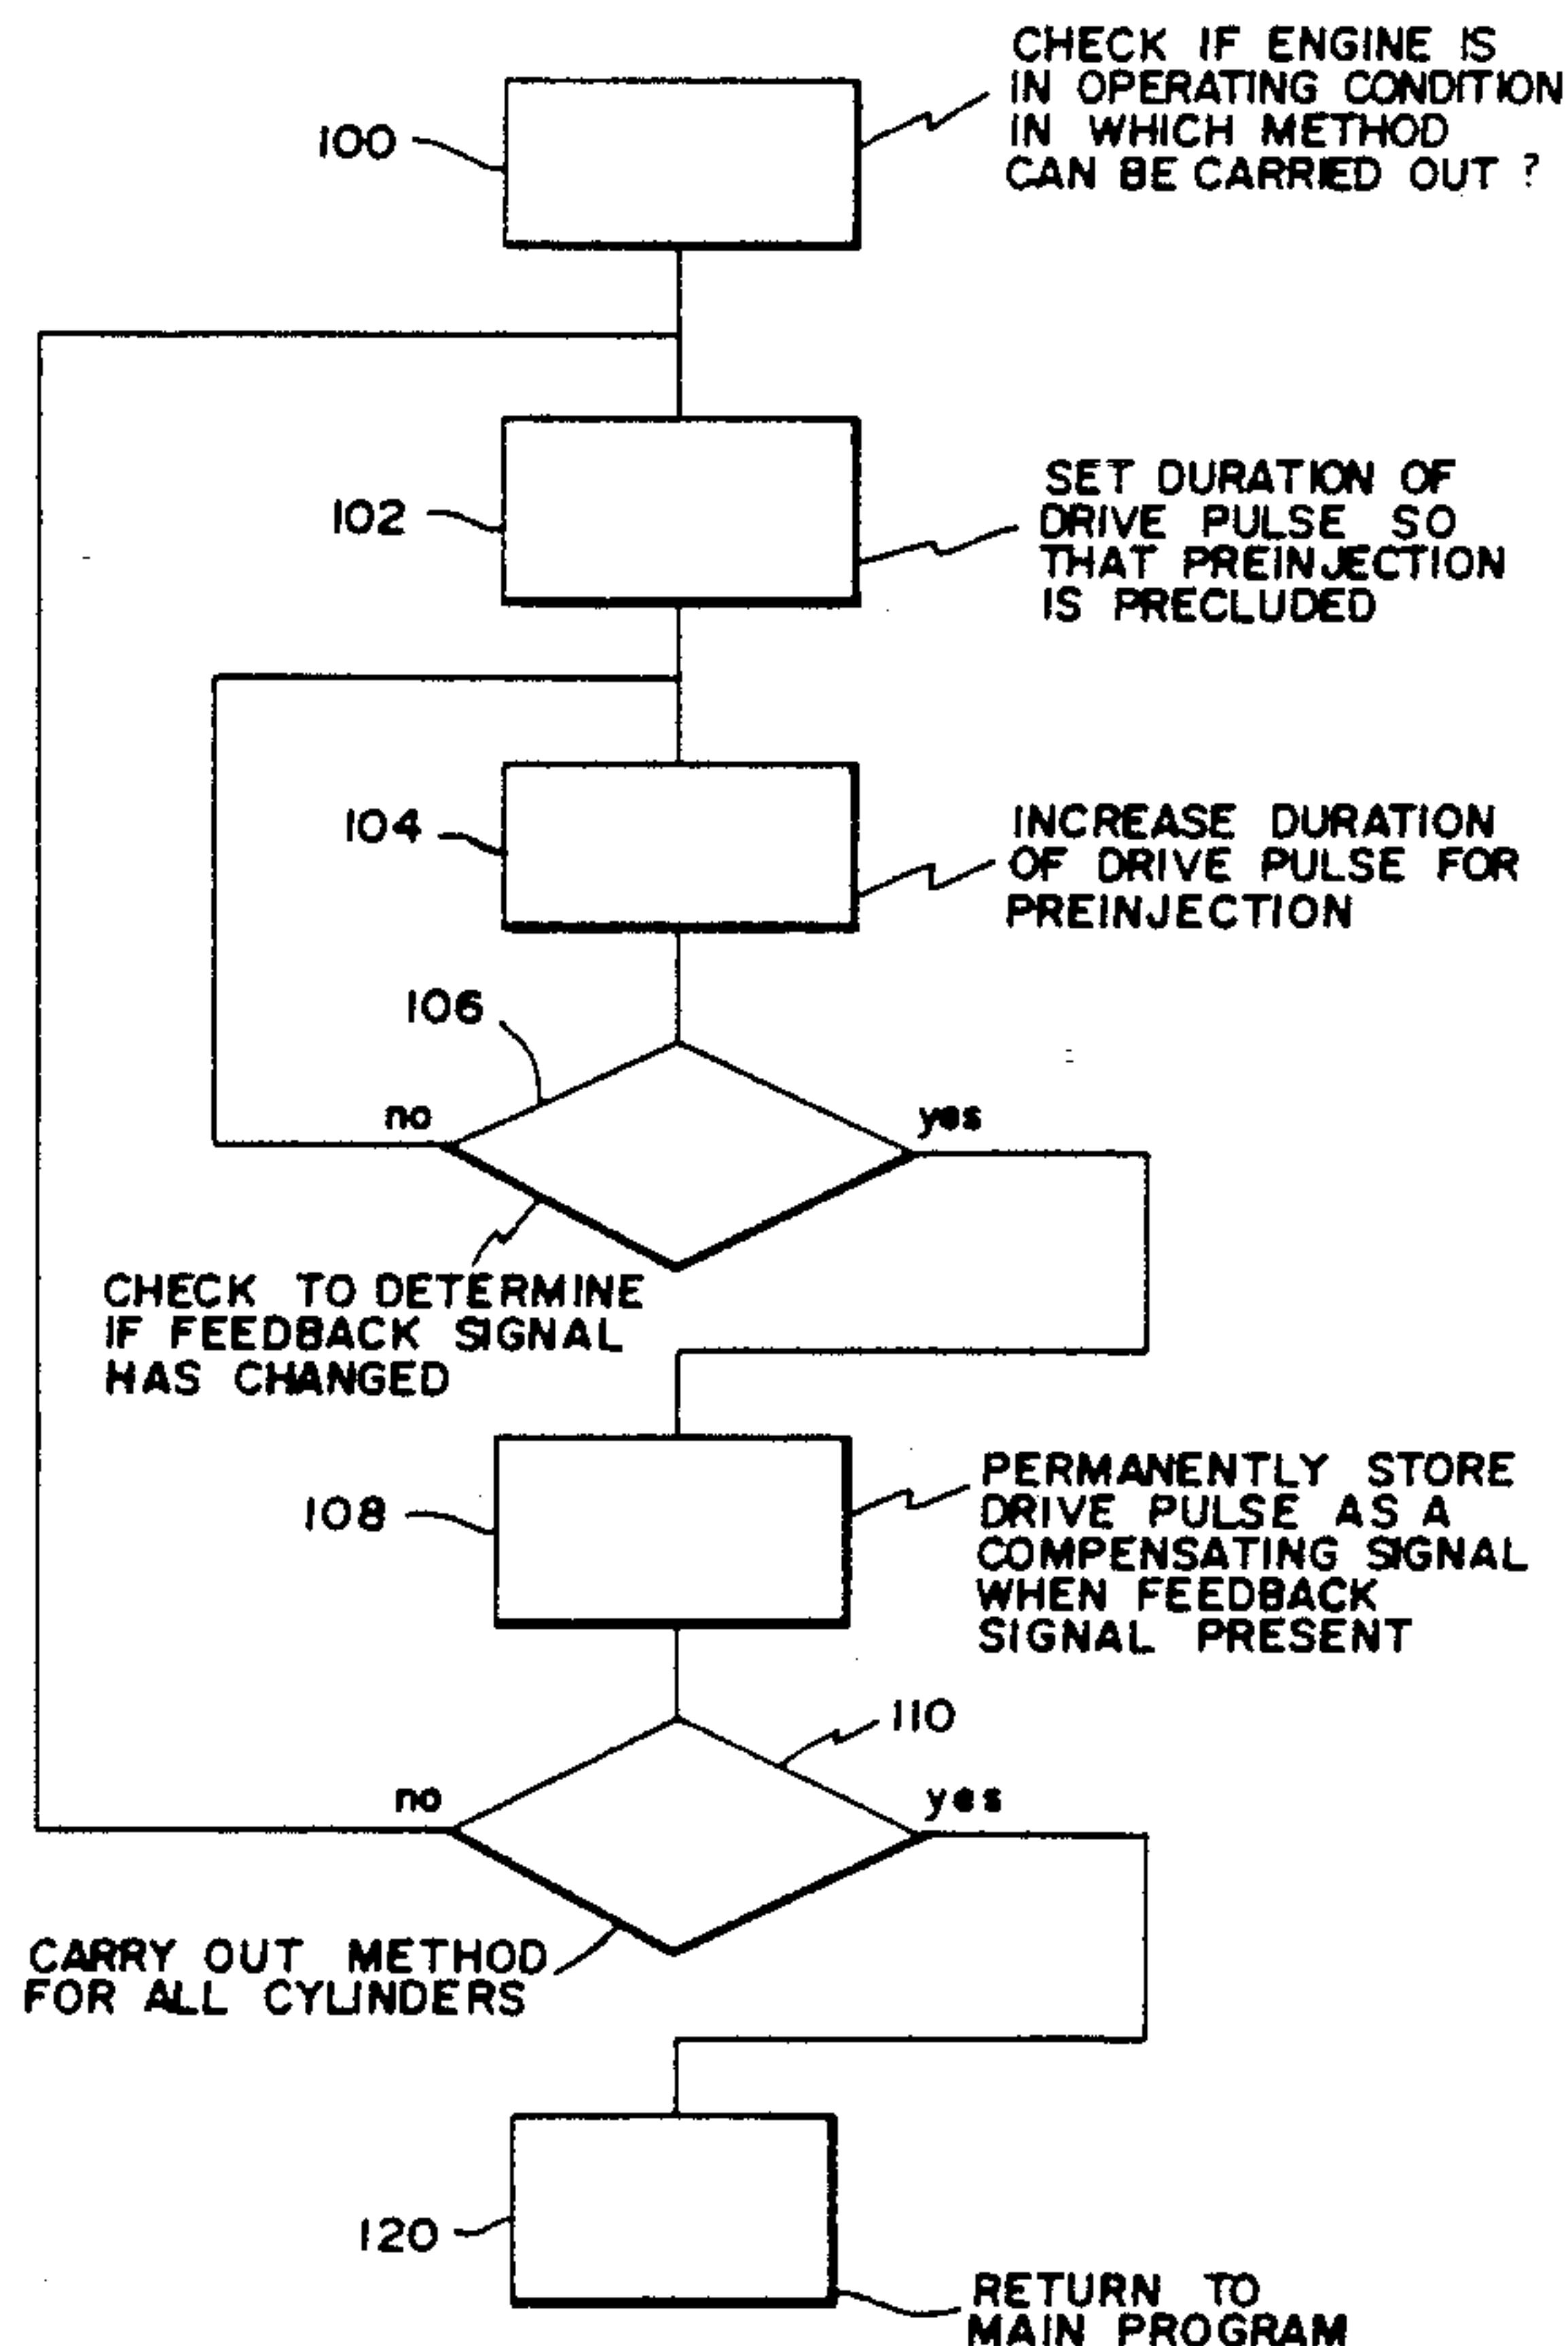 CHECK IF ENGINE IS
IN OPERATING CONDITION
IN WHICH METHOD
CAN BE CARRIED OUT ?
100
SET DURATION OF
DRIVE PULSE SO
THAT PREINJECTION
IS PRECLUDED
102
INCREASE DURATION
OF DRIVE PULSE FOR
PREINJECTION
104
106
no
yes
CHECK TO DETERMINE
IF FEEDBACK SIGNAL
HAS CHANGED
PERMANENTLY STORE
DRIVE PULSE AS A
COMPENSATING SIGNAL
WHEN FEEDBACK
SIGNAL PRESENT
108
110
no
yes
CARRY OUT METHOD
FOR ALL CYLINDERS
120
RETURN TO
MAIN PROGRAM